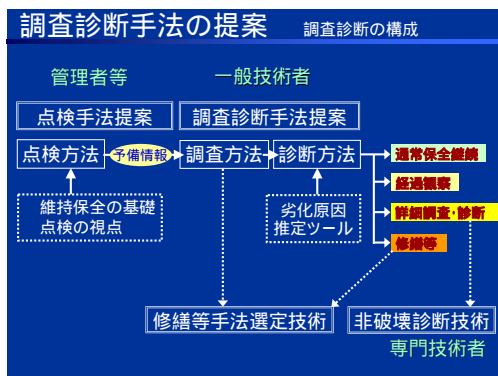 調査診断手法の提案 調査診断の構成
管理者等 一般技術者
点検手法提案 調査診断手法提案
点検方法 予備情報 調査方法 診断方法 通常保全継続
経過観察
維持保全の基礎
点検の視点
劣化原因
推定ツール
詳細調査・診断
修繕等
修繕等手法選定技術 非破壊診断技術
専門技術者